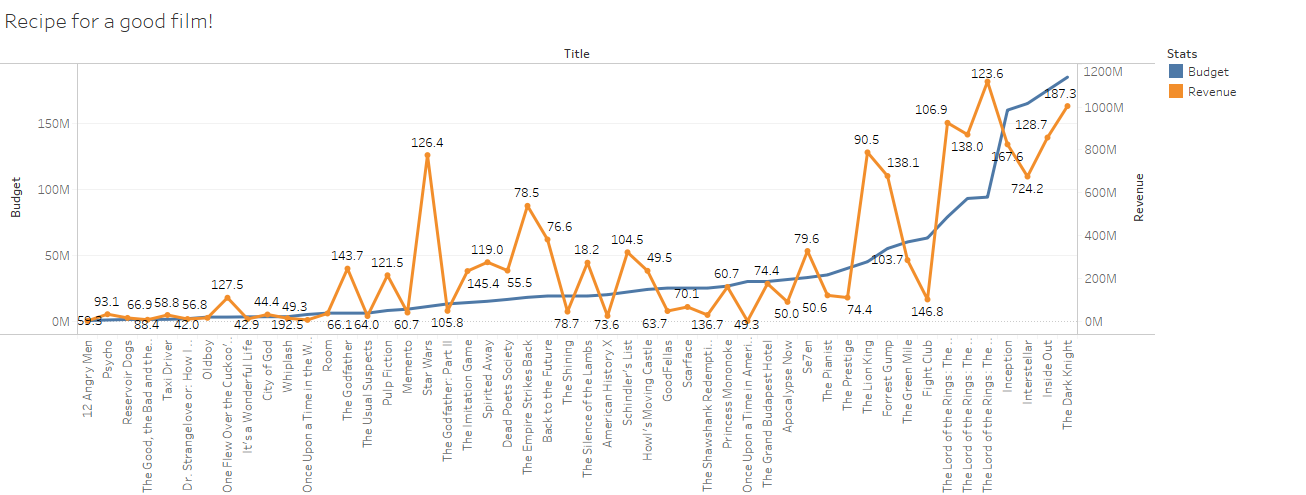 Recipe for a good film!
Title
Stats
Budget
Revenue
Budget
150M
100M
50M
0M
Revenue
1200M
1000M
800M
600M
400M
200M
0M
59.3
93.1
66.9
88.4
58.8
42.0
56.8
127.5
42.9
44.4
192.5
49.3
66.1
143.7
64.0
121.5
60.7
126.4
105.8
145.4
119.0
55.5
78.5
76.6
78.7
18.2
73.6
104.5
49.5
63.7
70.1
136.7
60.7
49.3
74.4
50.0
79.6
50.6
74.4
90.5
138.1
103.7
146.8
106.9
138.0
123.6
167.6
724.2
128.7
187.3
12 Angry Men
Psycho
Reservoir Dogs
The Good, the Bad and the..
Taxi Driver
Dr. Strangelove or: How I ..
Oldboy
One Flew Over the Cuckoo'..
It's a Wonderful Life
City of God
Whiplash
Once Upon a Time in the W..
Room
The Godfather
The Usual Suspects
Pulp Fiction
Memento
Star Wars
The Godfather: Part II
The Imitation Game
Spirited Away
Dead Poets Society
The Empire Strikes Back
Back to the Future
The Shining
The Silence of the Lambs
American History X
Schindler's List
Howl's Moving Castle
GoodFellas
Scarface
The Shawshank Redempti..
Princess Mononoke
Once Upon a Time in Ameri..
The Grand Budapest Hotel
Apocalypse Now
Se7en
The Pianist
The Prestige
The Lion King
Forrest Gump
The Green Mile
Fight Club
The Lord of the Rings: The ..
The Lord of the Rings: The ..
The Lord of the Rings: The ..
Inception
Interstellar
Inside Out
The Dark Knight